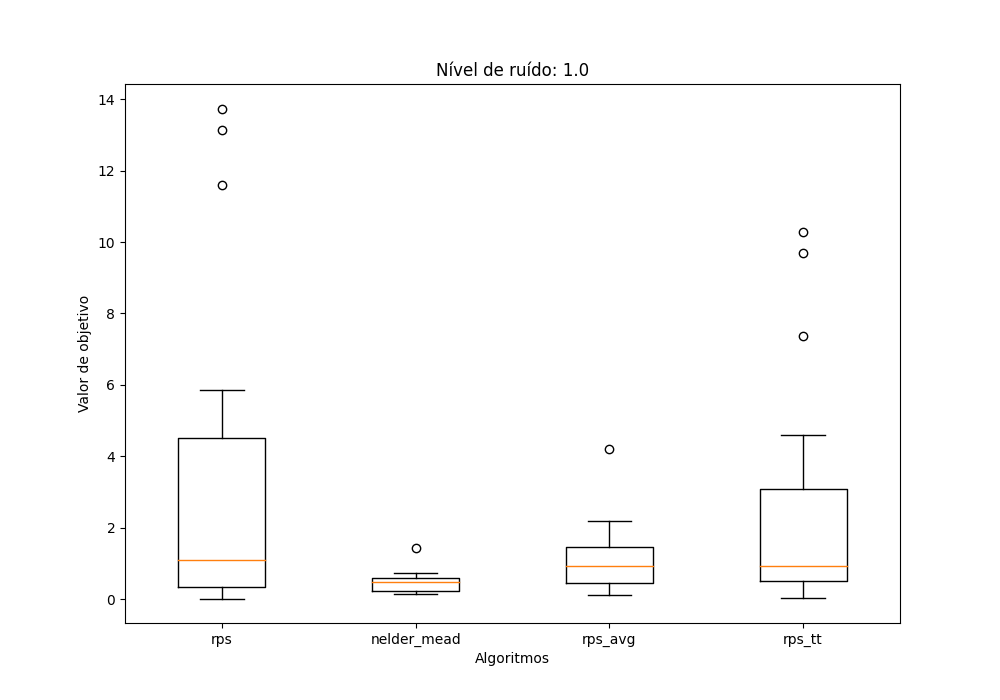 Nível de ruído: 1.0
14
12
10
8
6
4
2
0
Valor de objetivo
rps
nelder_mead
rps_avg
rps_tt
Algoritmos